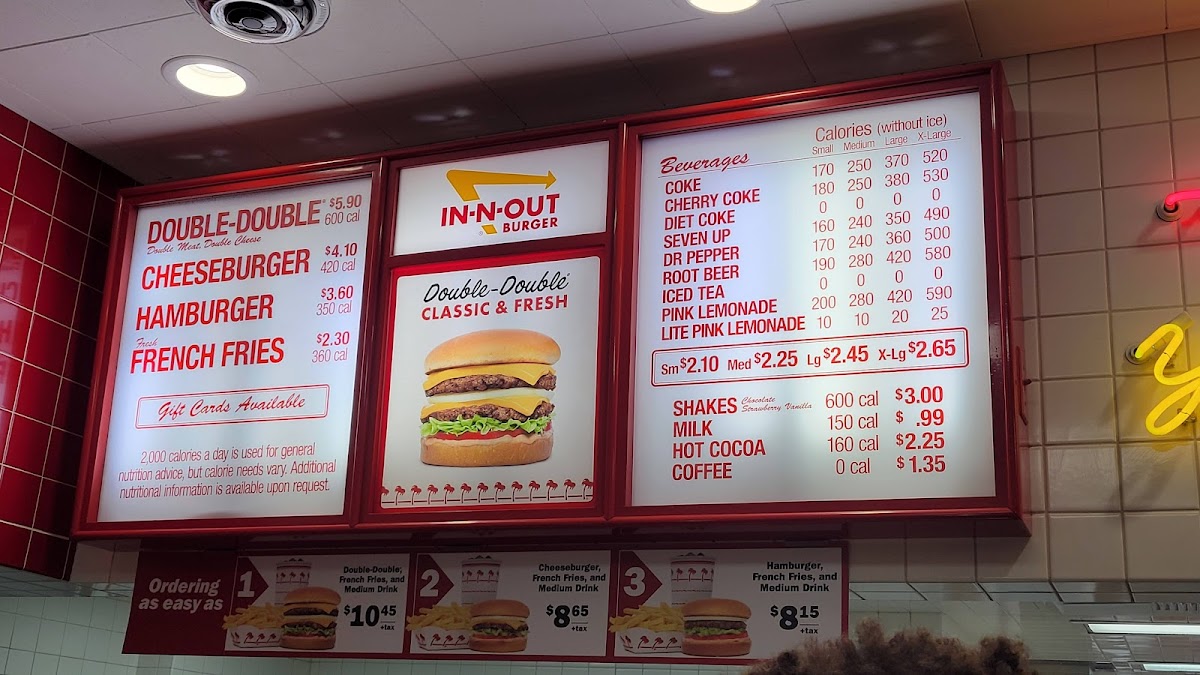 DOUBLE-DOUBLE® $5.90
Double Meat, Double Cheese 600 cal
CHEESEBURGER $4.10
420 cal
HAMBURGER $3.60
350 cal
Fresh
FRENCH FRIES $2.30
360 cal
Gift Cards Available
2,000 calories a day is used for general
nutrition advice, but calorie needs vary. Additional
nutritional information is available upon request.
IN-N-OUT
BURGER
Double-Double®
CLASSIC & FRESH
Calories (without ice)
Beverages Small Medium Large X-Large
COKE 170 250 370 520
CHERRY COKE 180 250 380 530
DIET COKE 0 0 0 0
SEVEN UP 160 240 350 490
DR PEPPER 170 240 360 500
ROOT BEER 190 280 420 580
ICED TEA 0 0 0 0
PINK LEMONADE 200 280 420 590
LITE PINK LEMONADE 10 10 20 25
Sm $2.10 Med $2.25 Lg $2.45 X-Lg $2.65
SHAKES Chocolate Strawberry Vanilla 600 cal $3.00
MILK 150 cal $ .99
HOT COCOA 160 cal $2.25
COFFEE 0 cal $1.35
Ordering
as easy as
1
Double-Double,
French Fries, and
Medium Drink
$10.45
+tax
2
Cheeseburger,
French Fries, and
Medium Drink
$8.65
+tax
3
Hamburger,
French Fries, and
Medium Drink
$8.15
+tax